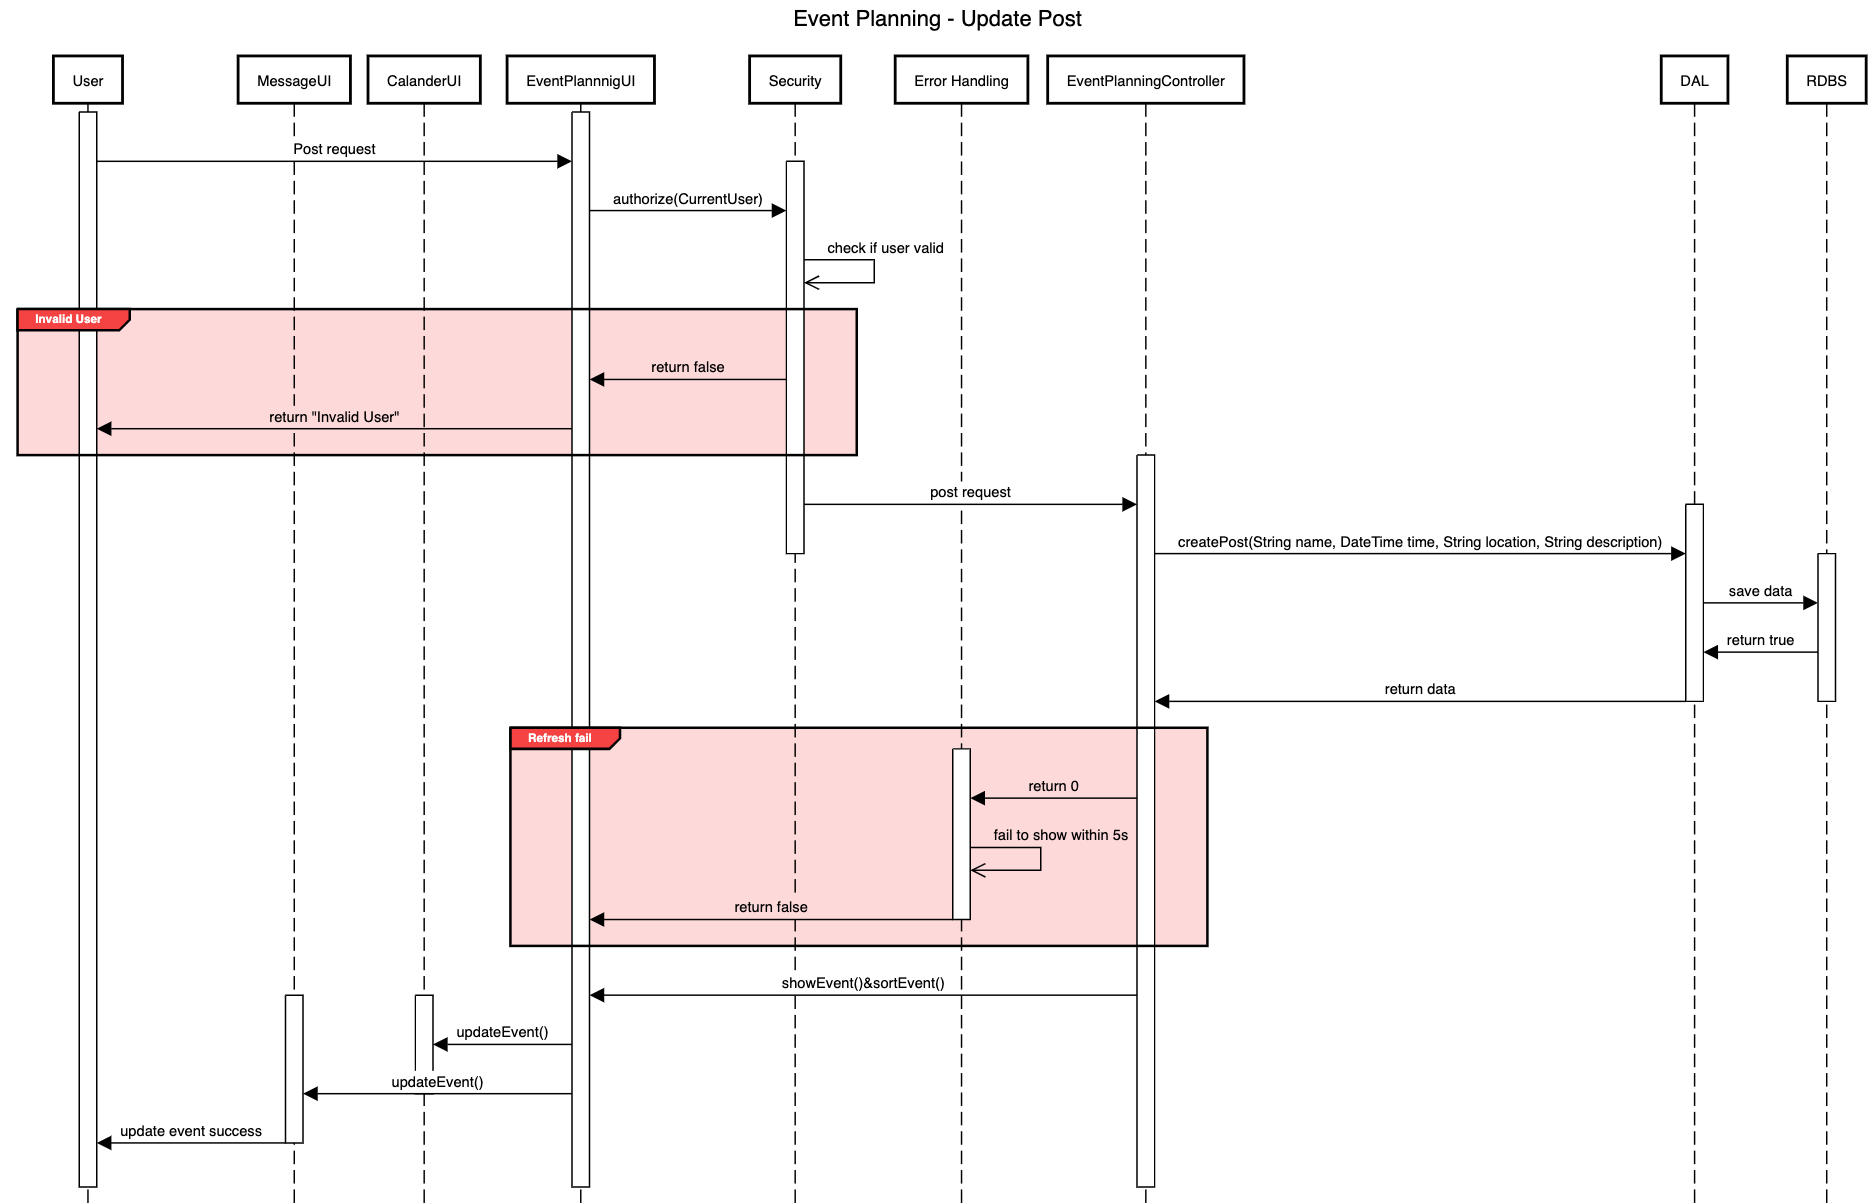 Event Planning - Update Post
User
MessageUI
CalanderUI
EventPlannnigUI
Security
Error Handling
EventPlanningController
DAL
RDBS
Post request
authorize(CurrentUser)
check if user valid
Invalid User
return false
return "Invalid User"
post request
createPost(String name, DateTime time, String location, String description)
save data
return true
return data
Refresh fail
return 0
fail to show within 5s
return false
showEvent()&sortEvent()
updateEvent()
updateEvent()
update event success